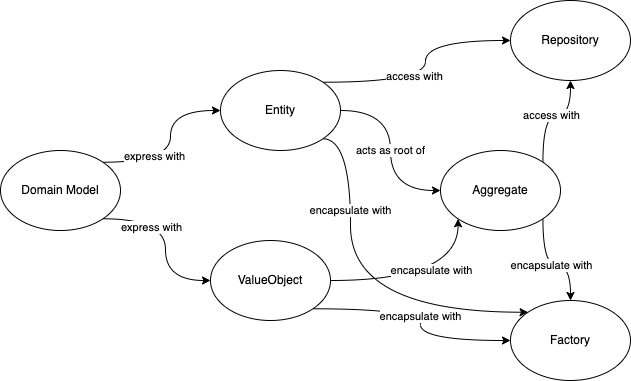 Repository
access with
Entity
access with
acts as root of
express with
Domain Model
Aggregate
encapsulate with
express with
ValueObject
encapsulate with
encapsulate with
encapsulate with
Factory